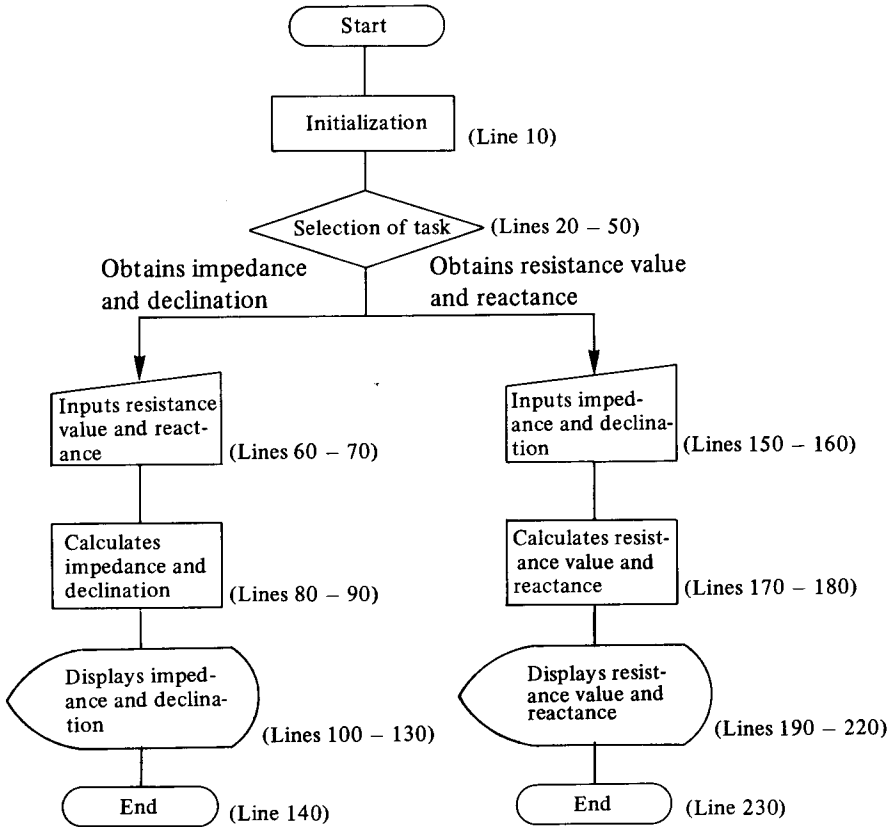 Start
Initialization
(Line 10)
Selection of task
(Lines 20 – 50)
Obtains impedance
and declination
Obtains resistance value
and reactance
Inputs resistance
value and react-
ance
(Lines 60 – 70)
Inputs imped-
ance and declina-
tion
(Lines 150 – 160)
Calculates
impedance and
declination
(Lines 80 – 90)
Calculates resist-
ance value and
reactance
(Lines 170 – 180)
Displays imped-
ance and declina-
tion
(Lines 100 – 130)
Displays resist-
ance value and
reactance
(Lines 190 – 220)
End
(Line 140)
End
(Line 230)